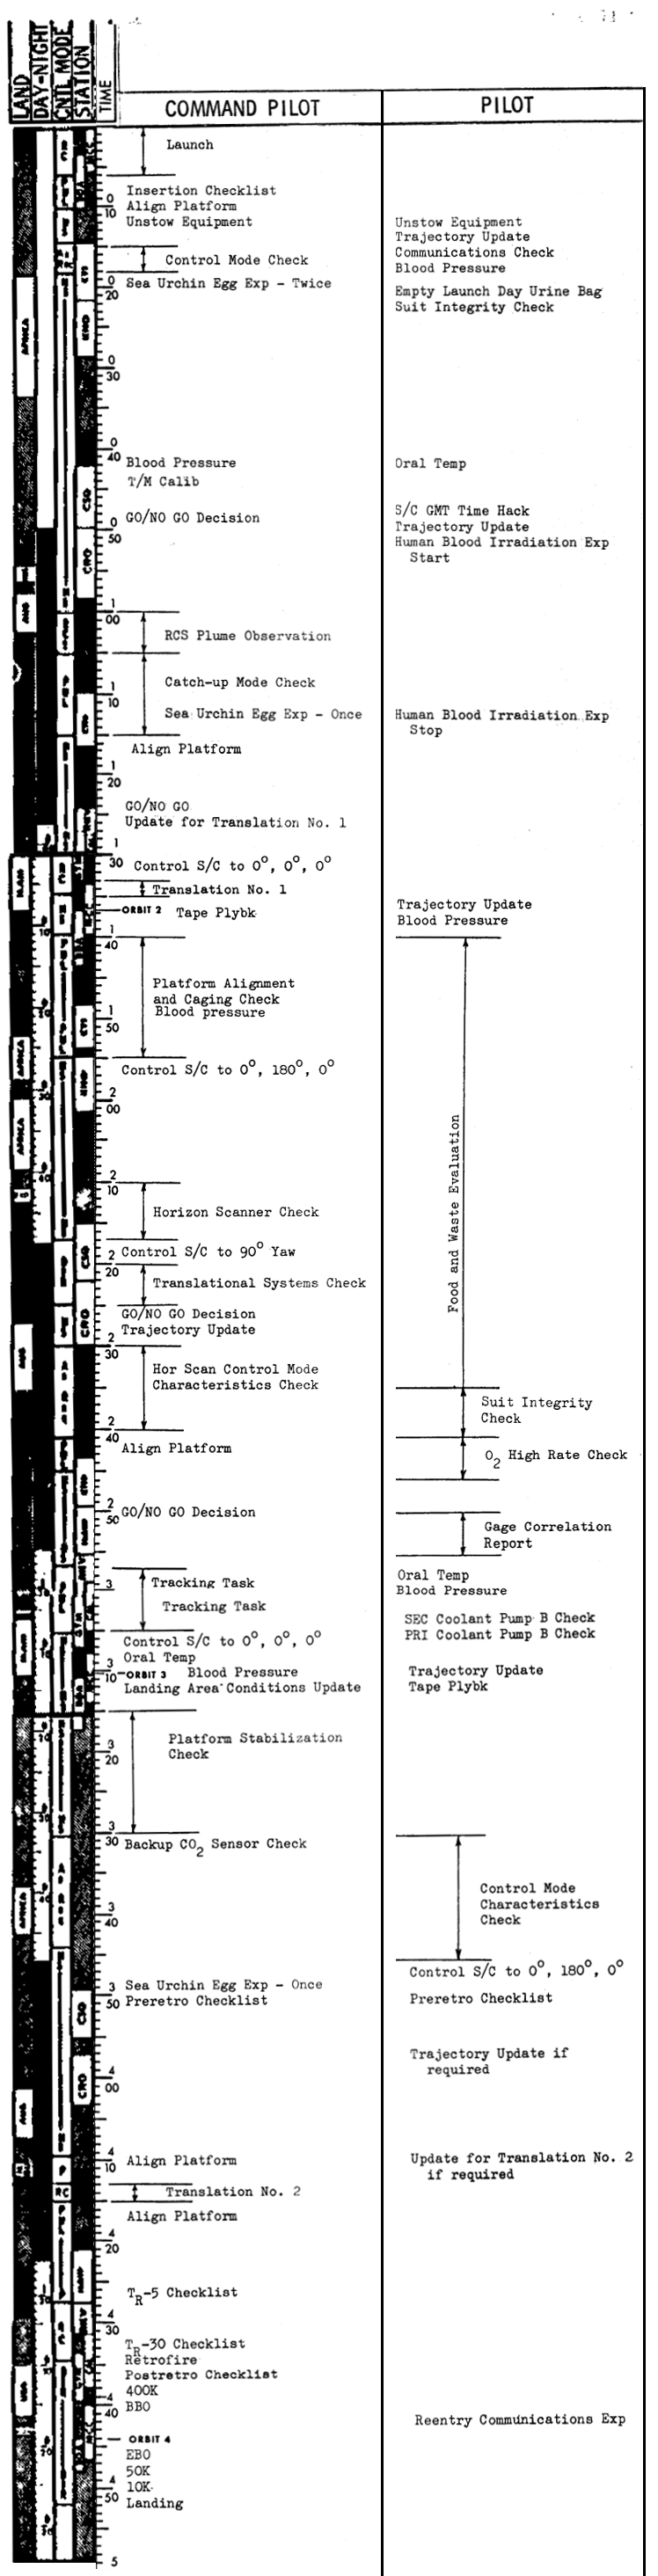 LAND
DAY-NIGHT
CNTL MODE
STATION
TIME
COMMAND PILOT
PILOT
Launch
Insertion Checklist
0
10
Align Platform
Unstow Equipment
Unstow Equipment
Trajectory Update
Communications Check
Blood Pressure
Control Mode Check
0
20
Sea Urchin Egg Exp - Twice
Empty Launch Day Urine Bag
Suit Integrity Check
AFRICA
0
30
0
40
Blood Pressure
T/M Calib
Oral Temp
CSQ
GO/NO GO Decision
S/C GMT Time Hack
Trajectory Update
Human Blood Irradiation Exp
Start
0
50
CRO
1
00
RCS Plume Observation
Catch-up Mode Check
1
10
Sea Urchin Egg Exp - Once
Human Blood Irradiation Exp
Stop
Align Platform
1
20
GO/NO GO
Update for Translation No. 1
1
30
Control S/C to 0°, 0°, 0°
Translation No. 1
ORBIT 2
Tape Plybk
Trajectory Update
Blood Pressure
1
40
Platform Alignment
and Caging Check
Blood pressure
1
50
Control S/C to 0°, 180°, 0°
AFRICA
2
00
AFRICA
Food and Waste Evaluation
2
10
Horizon Scanner Check
CSQ
Control S/C to 90° Yaw
2
20
Translational Systems Check
CRO
GO/NO GO Decision
Trajectory Update
2
30
Hor Scan Control Mode
Characteristics Check
Suit Integrity
Check
2
40
Align Platform
O2 High Rate Check
2
50
GO/NO GO Decision
Gage Correlation
Report
Oral Temp
Blood Pressure
3
Tracking Task
Tracking Task
SEC Coolant Pump B Check
PRI Coolant Pump B Check
Control S/C to 0°, 0°, 0°
Oral Temp
3
10
ORBIT 3
Blood Pressure
Landing Area Conditions Update
Trajectory Update
Tape Plybk
Platform Stabilization
Check
3
20
3
30
Backup CO2 Sensor Check
Control Mode
Characteristics
Check
AFRICA
3
40
Control S/C to 0°, 180°, 0°
3
50
Sea Urchin Egg Exp - Once
Preretro Checklist
Preretro Checklist
CSQ
Trajectory Update if
required
CRO
4
00
4
10
Align Platform
Update for Translation No. 2
if required
RC
Translation No. 2
Align Platform
4
20
TR-5 Checklist
4
30
TR-30 Checklist
Retrofire
Postretro Checklist
400K
4
40
BBO
Reentry Communications Exp
ORBIT 4
EBO
50K
4
50
10K
Landing
5